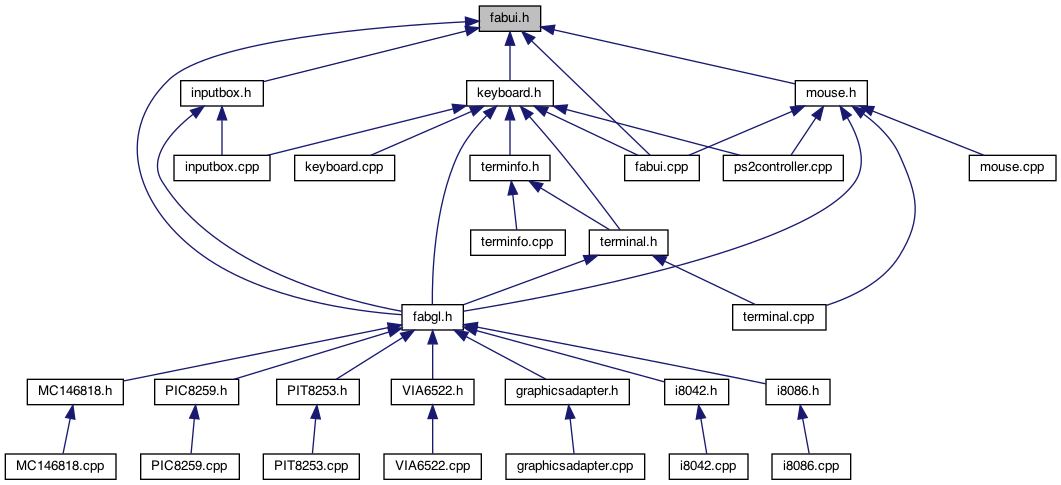 fabui.h
inputbox.h
keyboard.h
mouse.h
inputbox.cpp
keyboard.cpp
terminfo.h
fabui.cpp
ps2controller.cpp
mouse.cpp
terminfo.cpp
terminal.h
fabgl.h
terminal.cpp
MC146818.h
PIC8259.h
PIT8253.h
VIA6522.h
graphicsadapter.h
i8042.h
i8086.h
MC146818.cpp
PIC8259.cpp
PIT8253.cpp
VIA6522.cpp
graphicsadapter.cpp
i8042.cpp
i8086.cpp